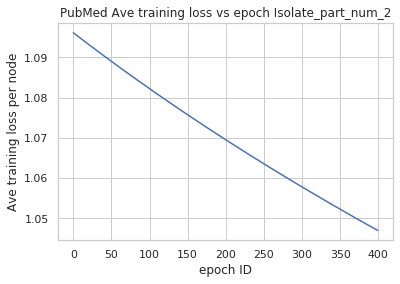 PubMed Ave training loss vs epoch Isolate_part_num_2
Ave training loss per node
1.09
1.08
1.07
1.06
1.05
0 50 100 150 200 250 300 350 400
epoch ID